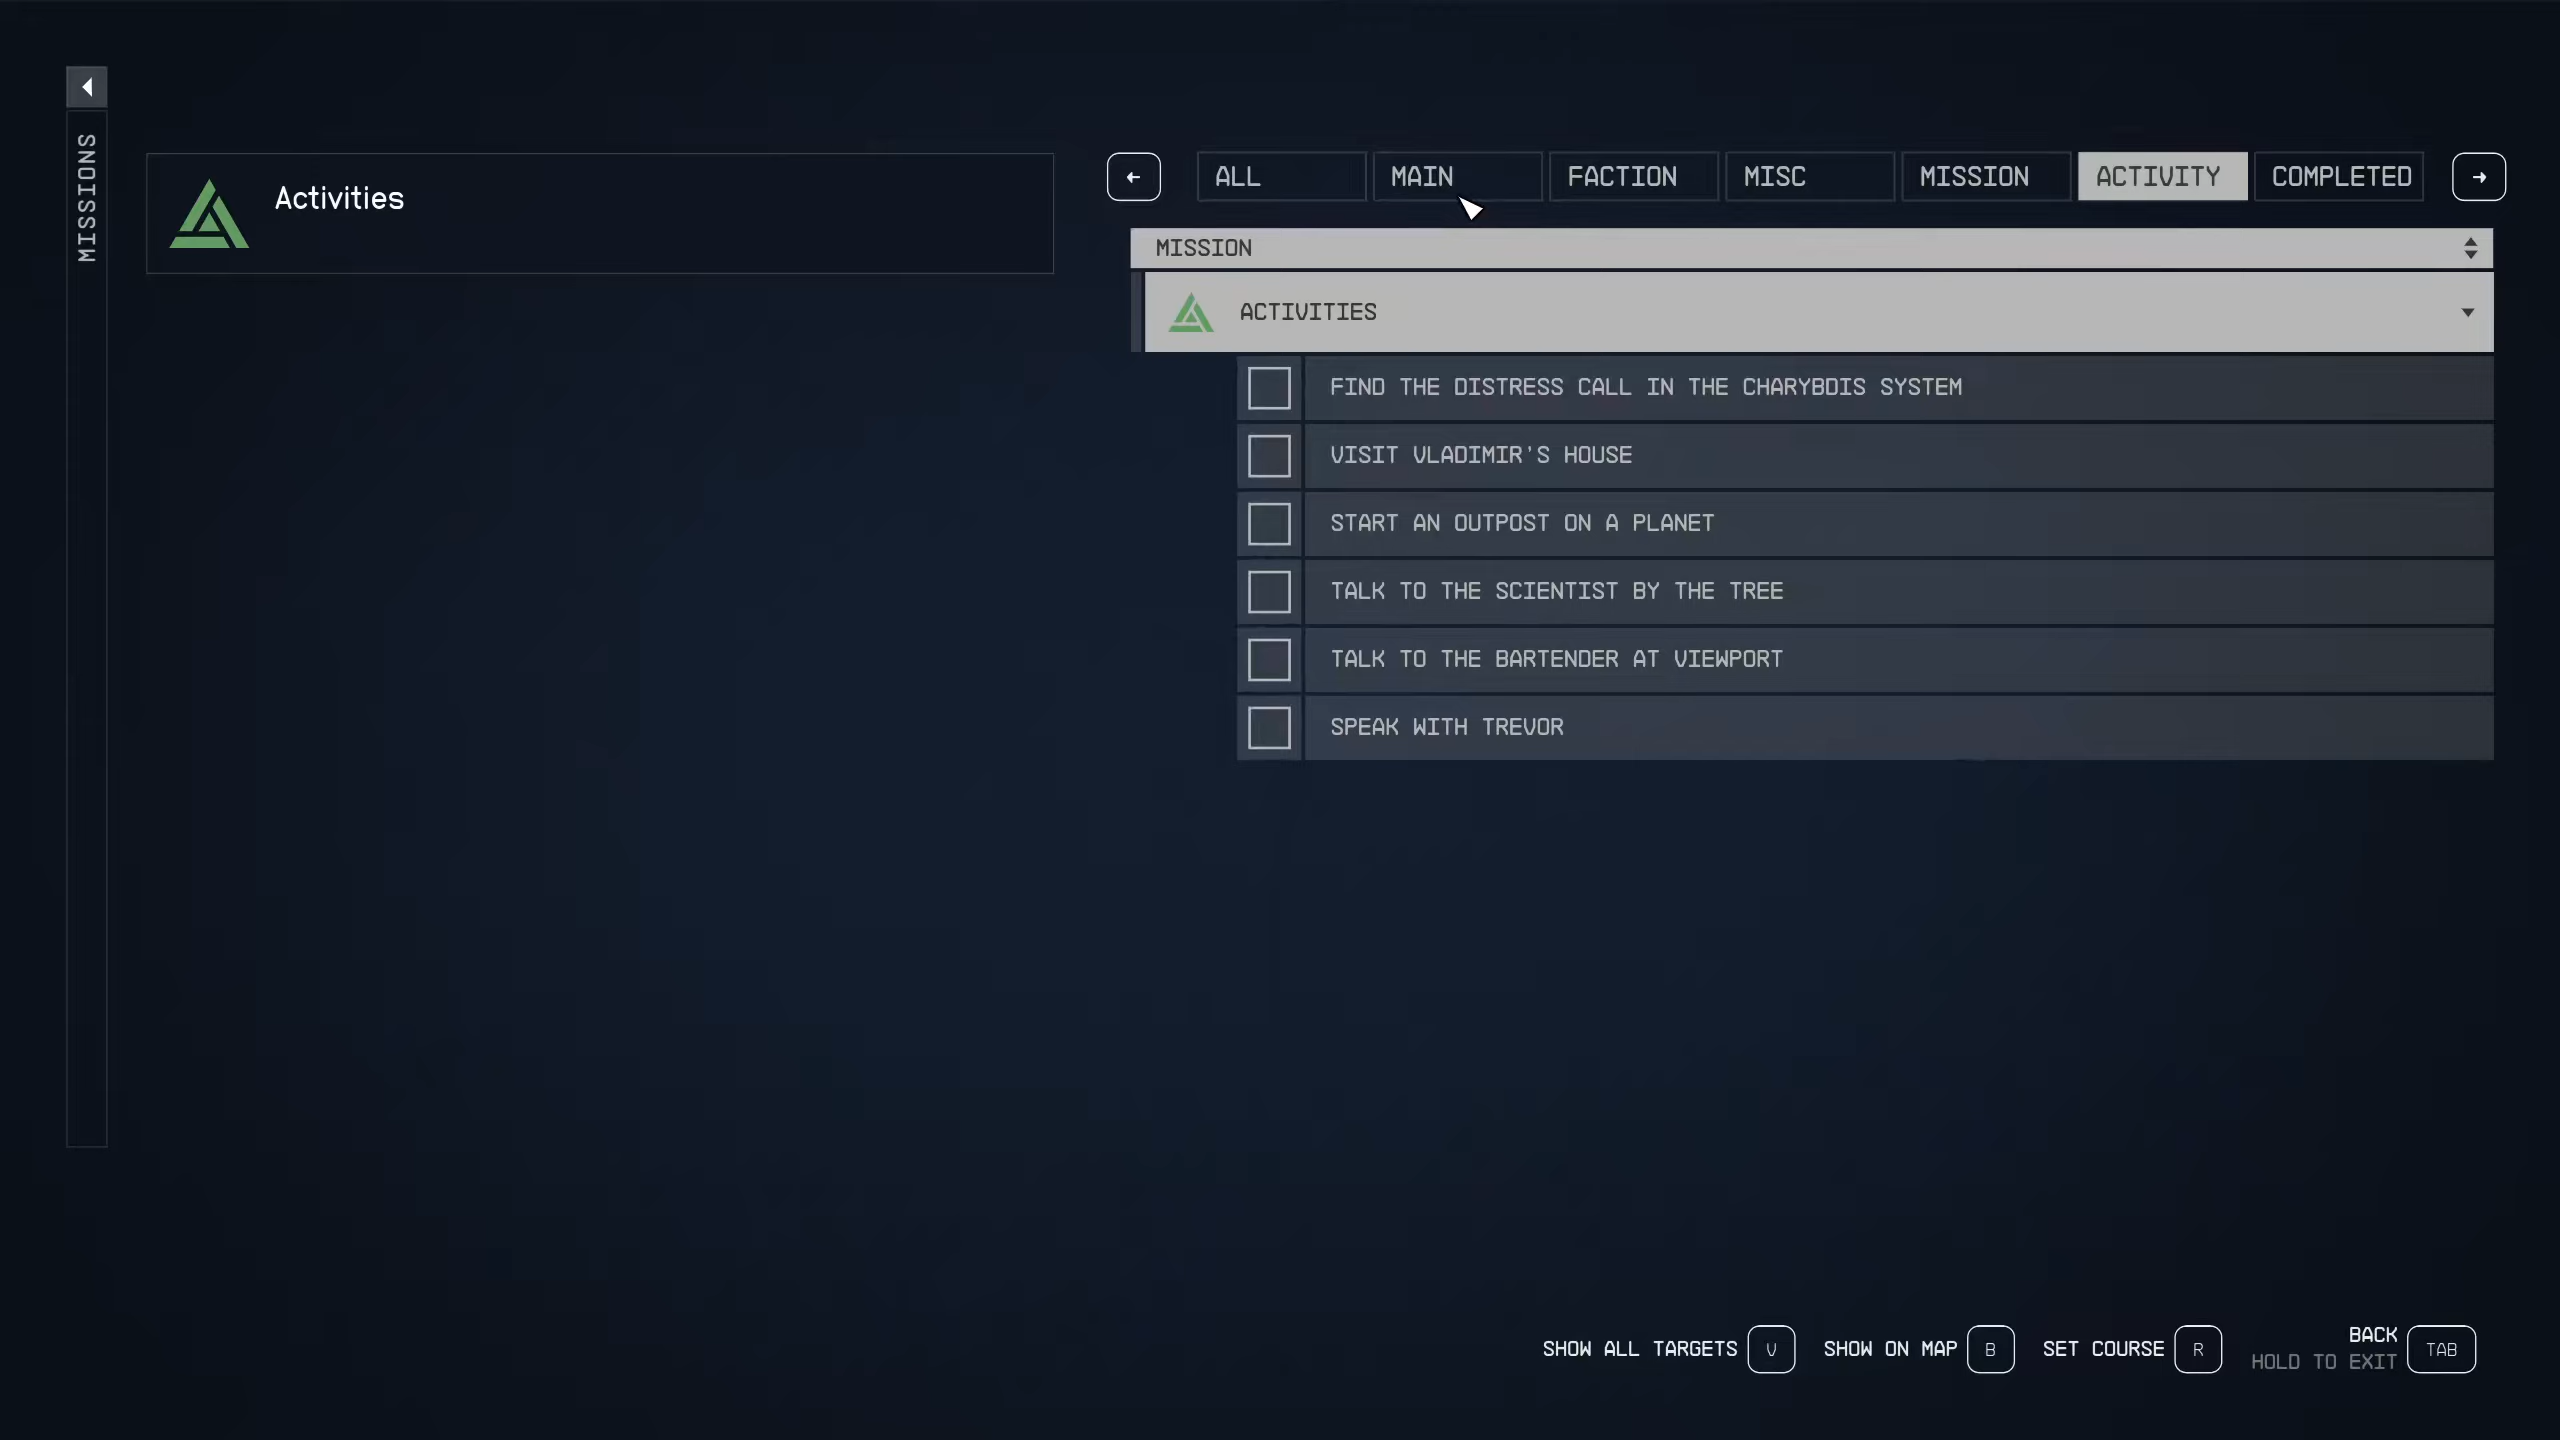 MISSIONS
Activities
ALL
MAIN
FACTION
MISC
MISSION
ACTIVITY
COMPLETED
MISSION
ACTIVITIES
FIND THE DISTRESS CALL IN THE CHARYBDIS SYSTEM
VISIT VLADIMIR'S HOUSE
START AN OUTPOST ON A PLANET
TALK TO THE SCIENTIST BY THE TREE
TALK TO THE BARTENDER AT VIEWPORT
SPEAK WITH TREVOR
SHOW ALL TARGETS V
SHOW ON MAP B
SET COURSE R
BACK
HOLD TO EXIT
TAB